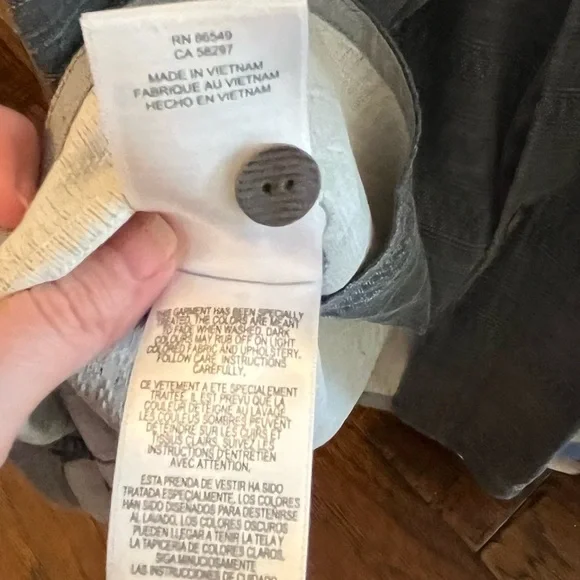 RN 86549
CA 58297
MADE IN VIETNAM
FABRIQUE AU VIETNAM
HECHO EN VIETNAM
THIS GARMENT HAS BEEN SPECIALLY
TREATED. THE COLORS ARE MEANT
TO FADE WHEN WASHED. DARK
COLOURS MAY RUB OFF ON LIGHT
COLORED FABRIC AND UPHOLSTERY.
FOLLOW CARE INSTRUCTIONS
CAREFULLY.
CE VETEMENT A ETE SPECIALEMENT
TRAITEE. IL EST PREVU QUE LA
COULEUR DETEIGNE AU LAVAGE.
LES COULEUR SOMBRES PEUVENT
DETEINDRE SUR LES CUIRS ET
TISSUS CLAIRS. SUIVEZ LES
INSTRUCTIONS D'ENTRETIEN
AVEC ATTENTION.
ESTA PRENDA DE VESTIR HA SIDO
TRATADA ESPECIALMENTE. LOS COLORES
HAN SIDO DISEÑADOS PARA DESTEÑIRSE
AL LAVADO. LOS COLORES OSCUROS
PUEDEN LLEGAR A TEÑIR LA TELA Y
LA TAPICERIA DE COLORES CLAROS.
SIGA MINUCIOSAMENTE
LAS INSTRUCCIONES DE CUIDADO